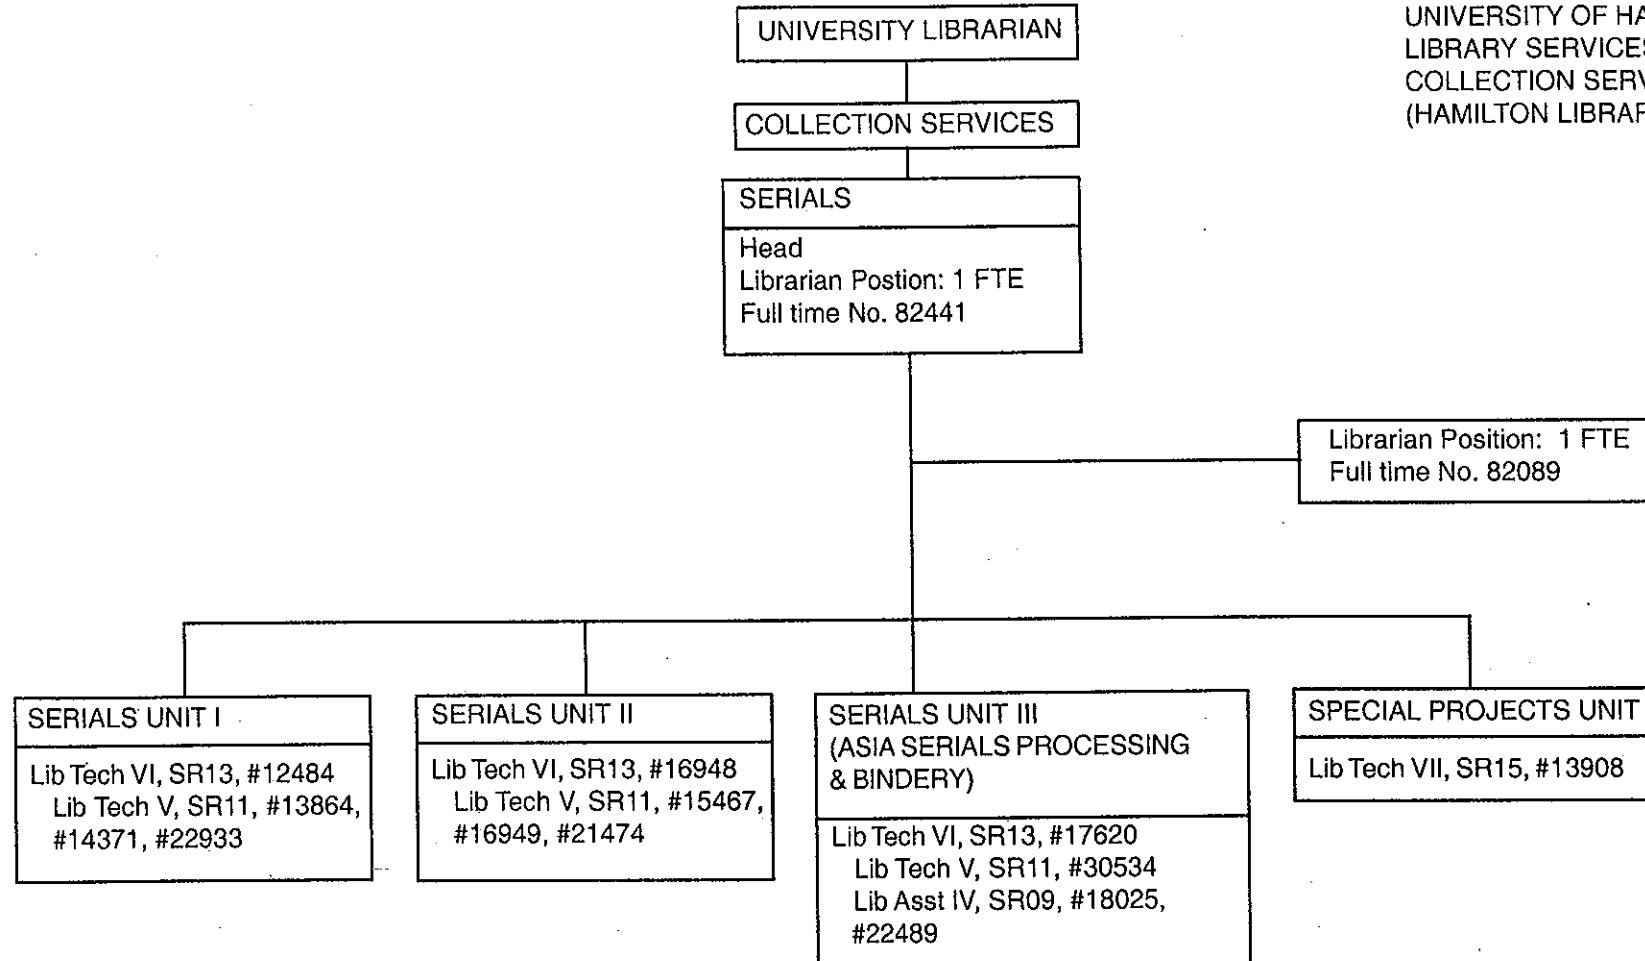 UNIVERSITY LIBRARIAN
COLLECTION SERVICES
SERIALS
Head
Librarian Postion: 1 FTE
Full time No. 82441
UNIVERSITY OF
LIBRARY SERVICES
COLLECTION
(HAMILTON
Librarian Position: 1 FTE
Full time No. 82089
SERIALS UNIT I
Lib Tech VI, SR13, #12484
Lib Tech V, SR11, #13864,
#14371, #22933
SERIALS UNIT II
Lib Tech VI, SR13, #16948
Lib Tech V, SR11, #15467,
#16949, #21474
SERIALS UNIT III
(ASIA SERIALS PROCESSING
& BINDERY)
Lib Tech VI, SR13, #17620
Lib Tech V, SR11, #30534
Lib Asst IV, SR09, #18025,
#22489
SPECIAL PROJECTS UNIT
Lib Tech VII, SR15, #13908